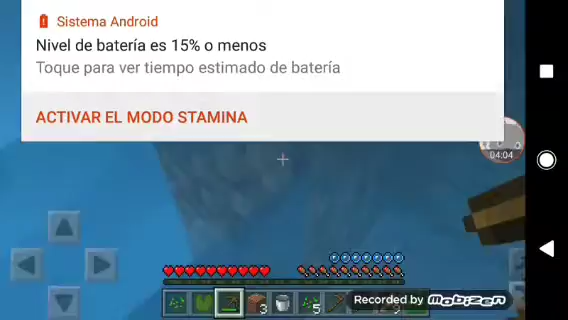 Sistema Android
Nivel de batería es 15% o menos
Toque para ver tiempo estimado de batería
ACTIVAR EL MODO STAMINA
04:04
3
5
9
Recorded by mobizen